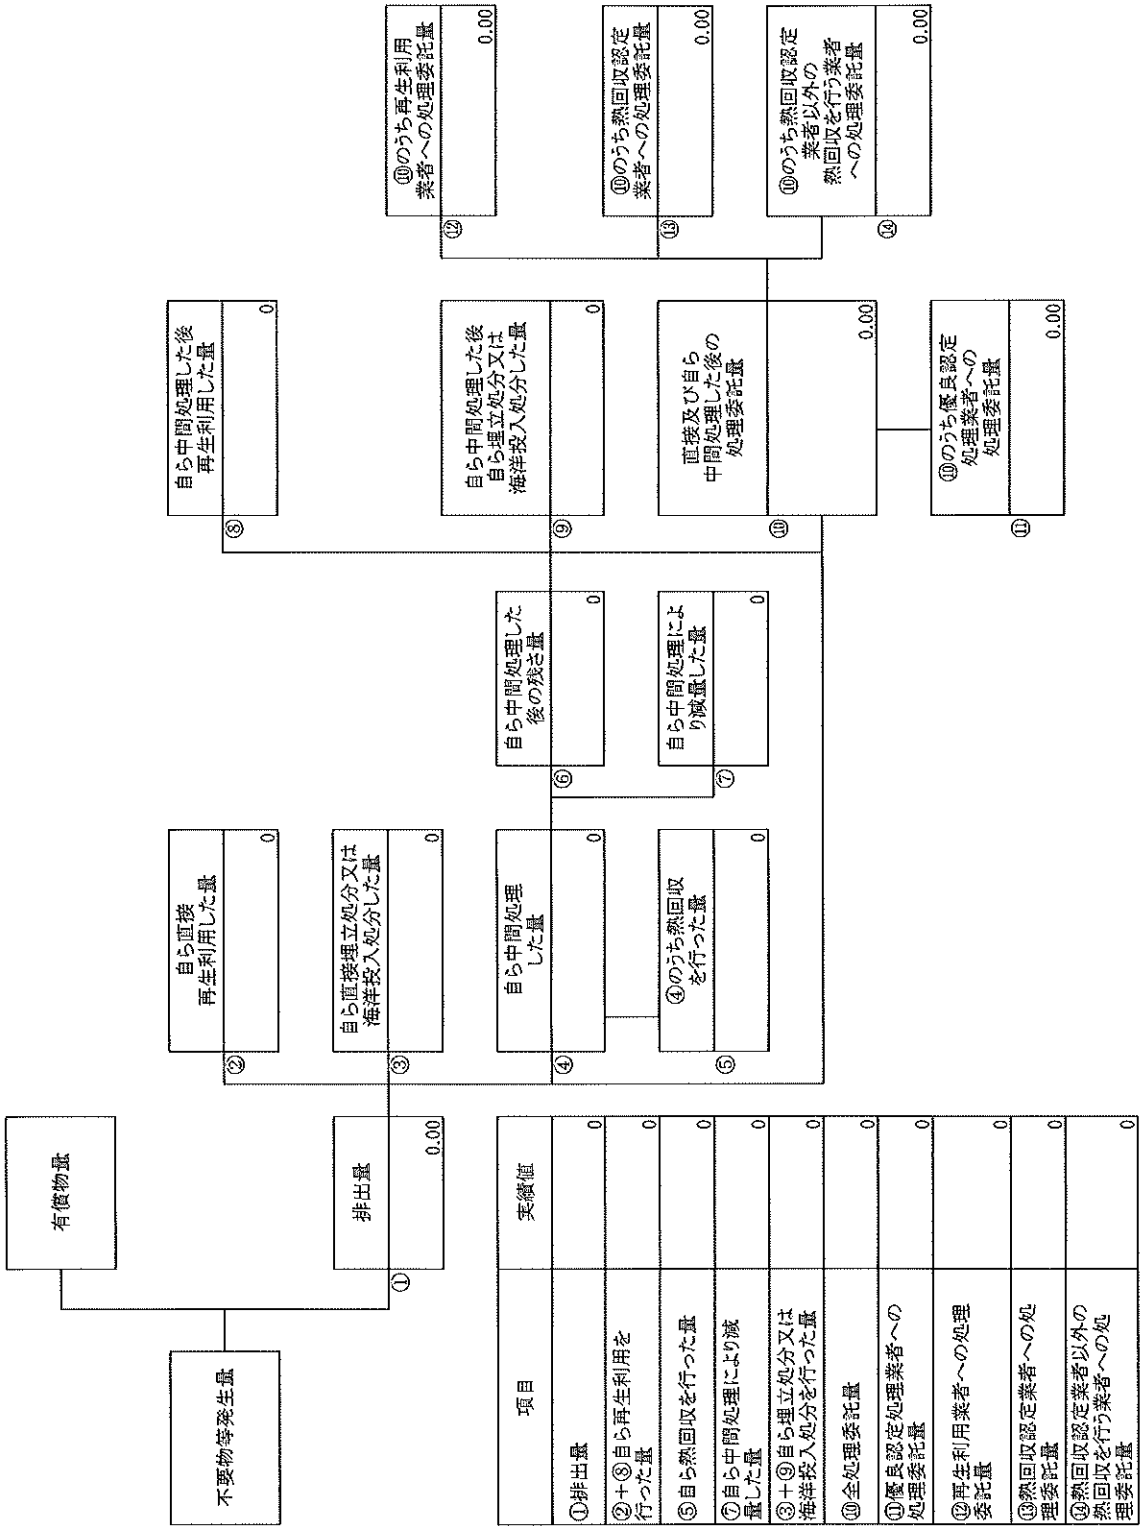 不要物等発生量
有償物量
排出量
①
0.00
自ら直接
再生利用した量
②
0
自ら直接埋立処分又は
海洋投入処分した量
③
0
自ら中間処理
した量
④
0
④のうち熱回収
を行った量
⑤
0
自ら中間処理した
後の残さ量
⑥
0
自ら中間処理によ
り減量した量
⑦
0
自ら中間処理した後
再生利用した量
⑧
0
自ら中間処理した後
自ら埋立処分又は
海洋投入処分した量
⑨
0
直接及び自ら
中間処理した後の
処理委託量
⑩
0.00
⑩のうち優良認定
処理業者への
処理委託量
⑪
0.00
⑩のうち再生利用
業者への処理委託量
⑫
0.00
⑩のうち熱回収認定
業者への処理委託量
⑬
0.00
⑩のうち熱回収認定
業者以外の
熱回収を行う業者
への処理委託量
⑭
0.00
項目 実績値
①排出量 0
②+⑧自ら再生利用を
行った量 0
⑤自ら熱回収を行った量 0
⑦自ら中間処理により減
量した量 0
③+⑨自ら埋立処分又は
海洋投入処分を行った量 0
⑩全処理委託量 0
⑪優良認定処理業者への
処理委託量 0
⑫再生利用業者への処理
委託量 0
⑬熱回収認定業者への処
理委託量 0
⑭熱回収認定業者以外の
熱回収を行う業者への処
理委託量 0